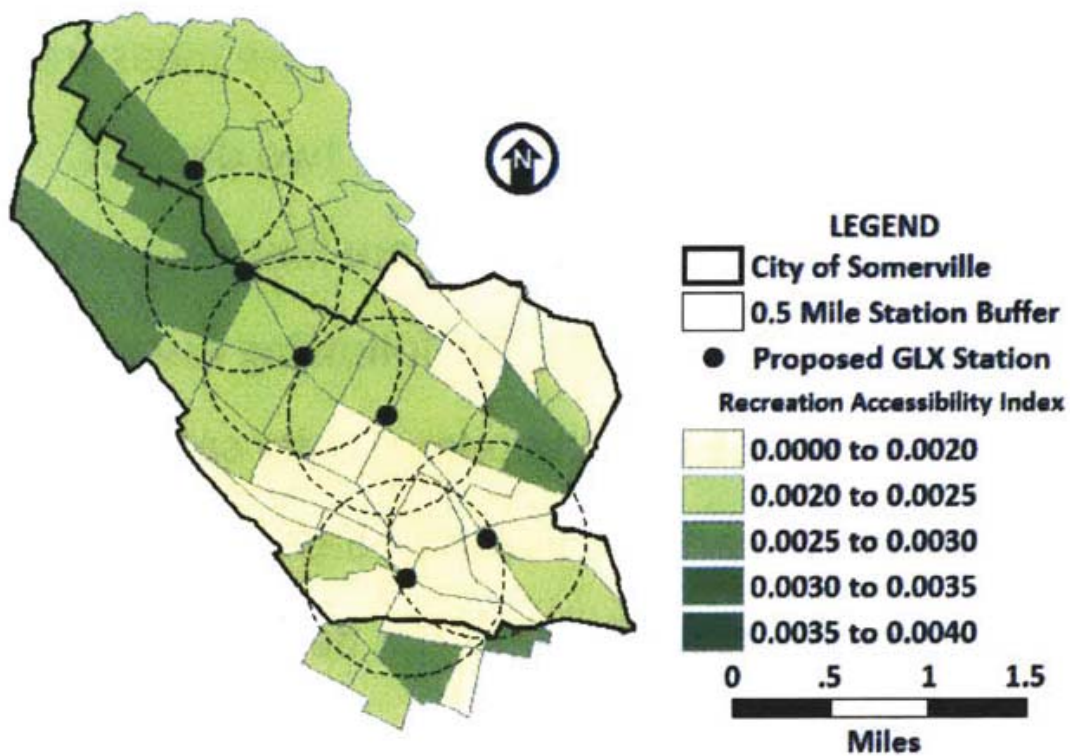 N
LEGEND
City of Somerville
0.5 Mile Station Buffer
Proposed GLX Station
Recreation Accessibility Index
0.0000 to 0.0020
0.0020 to 0.0025
0.0025 to 0.0030
0.0030 to 0.0035
0.0035 to 0.0040
0 .5 1 1.5
Miles